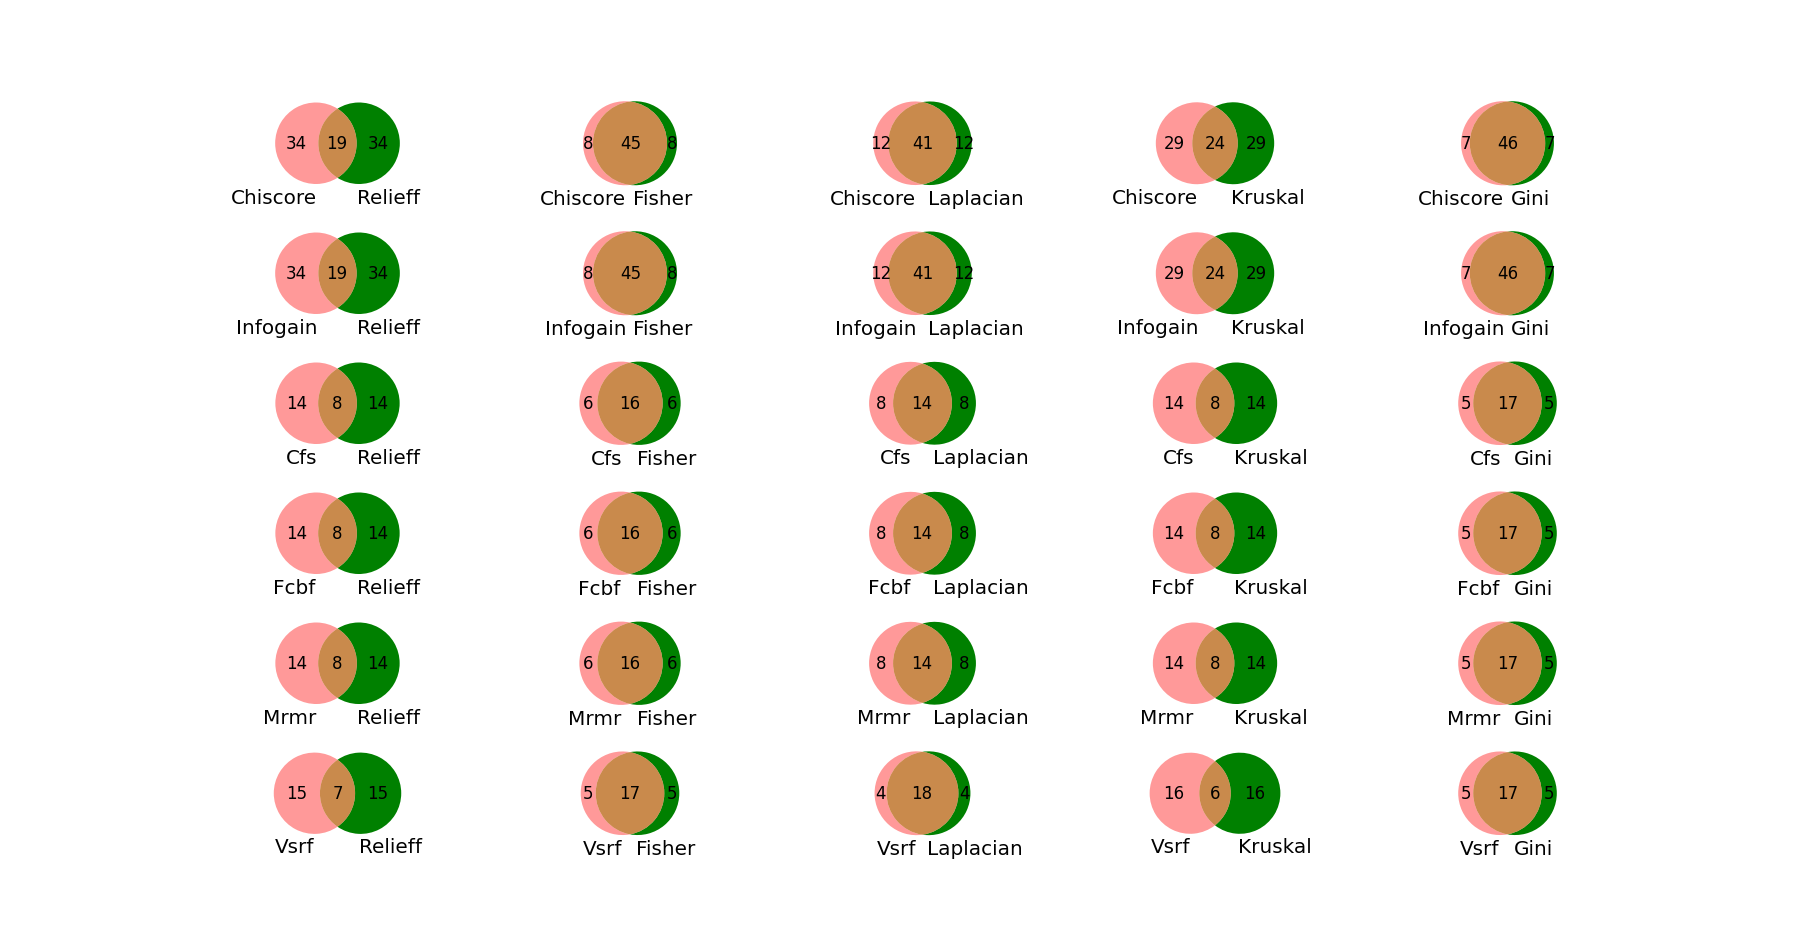 34 19 34 8 45 8 12 41 12 29 24 29 7 46 7
Chiscore Relieff Chiscore Fisher Chiscore Laplacian Chiscore Kruskal Chiscore Gini
34 19 34 8 45 8 12 41 12 29 24 29 7 46 7
Infogain Relieff Infogain Fisher Infogain Laplacian Infogain Kruskal Infogain Gini
14 8 14 6 16 6 8 14 8 14 8 14 5 17 5
Cfs Relieff Cfs Fisher Cfs Laplacian Cfs Kruskal Cfs Gini
14 8 14 6 16 6 8 14 8 14 8 14 5 17 5
Fcbf Relieff Fcbf Fisher Fcbf Laplacian Fcbf Kruskal Fcbf Gini
14 8 14 6 16 6 8 14 8 14 8 14 5 17 5
Mrmr Relieff Mrmr Fisher Mrmr Laplacian Mrmr Kruskal Mrmr Gini
15 7 15 5 17 5 4 18 4 16 6 16 5 17 5
Vsrf Relieff Vsrf Fisher Vsrf Laplacian Vsrf Kruskal Vsrf Gini